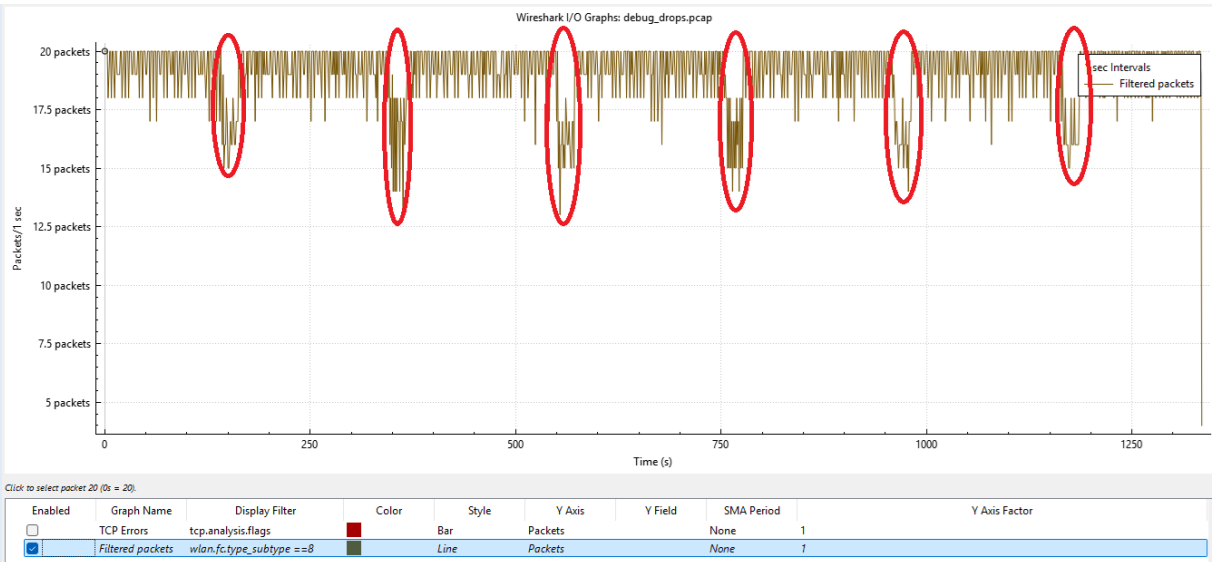 Wireshark I/O Graphs: debug_drops.pcap
20 packets
17.5 packets
15 packets
12.5 packets
10 packets
7.5 packets
5 packets
Packets/1 sec
sec Intervals
Filtered packets
0 250 500 750 1000 1250
Time (s)
Click to select packet 20 (0s = 20).
Enabled Graph Name Display Filter Color Style Y Axis Y Field SMA Period Y Axis Factor
TCP Errors tcp.analysis.flags Bar Packets None 1
Filtered packets wlan.fc.type_subtype ==8 Line Packets None 1